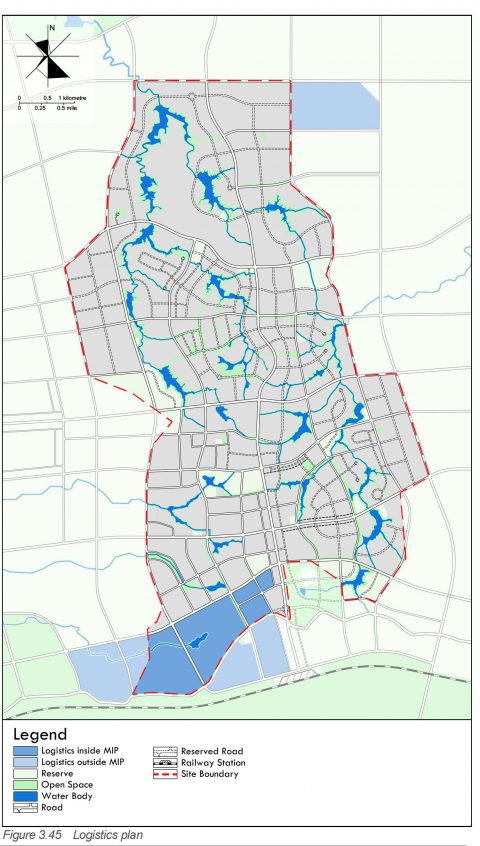 N
0 0.5 1 kilometre
0 0.25 0.5 mile
Legend
Logistics inside MIP
Logistics outside MIP
Reserve
Open Space
Water Body
Road
Reserved Road
Railway Station
Site Boundary
Figure 3.45 Logistics plan